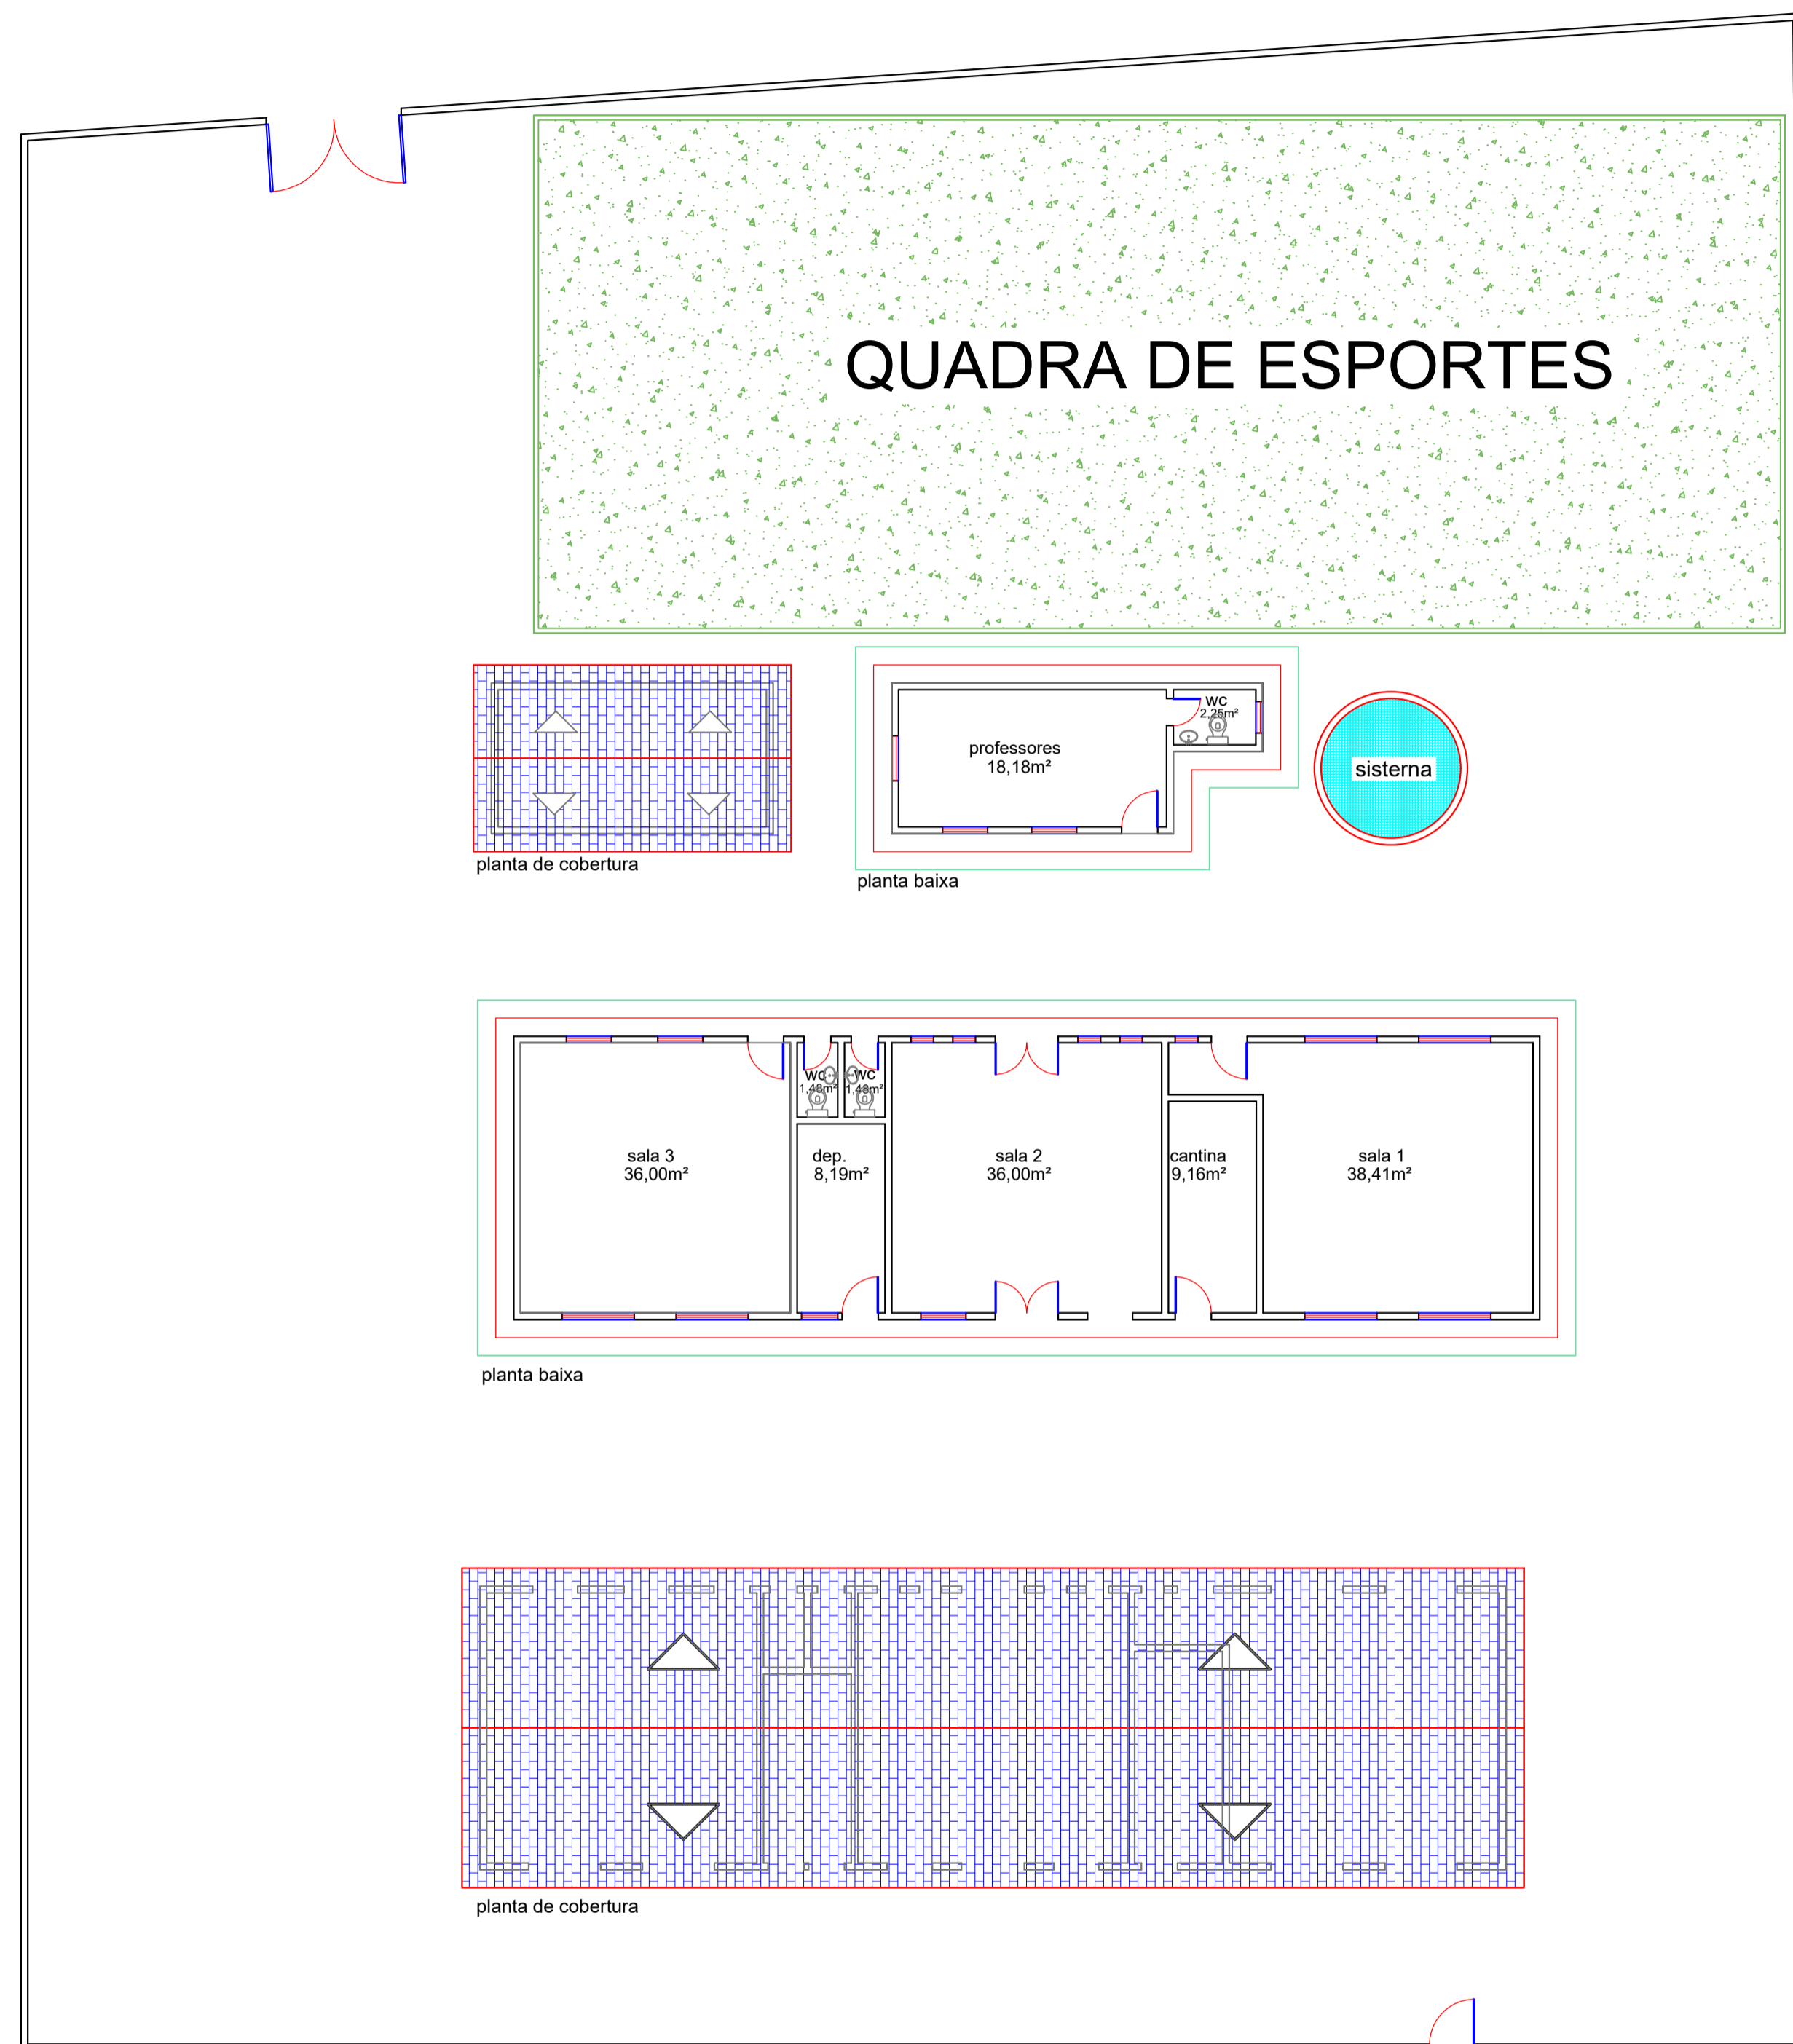 QUADRA DE ESPORTES
wc
2,25m²
professores
18,18m²
sisterna
planta de cobertura
planta baixa
wc
1,48m²
wc
1,48m²
sala 3
36,00m²
dep.
8,19m²
sala 2
36,00m²
cantina
9,16m²
sala 1
38,41m²
planta baixa
planta de cobertura